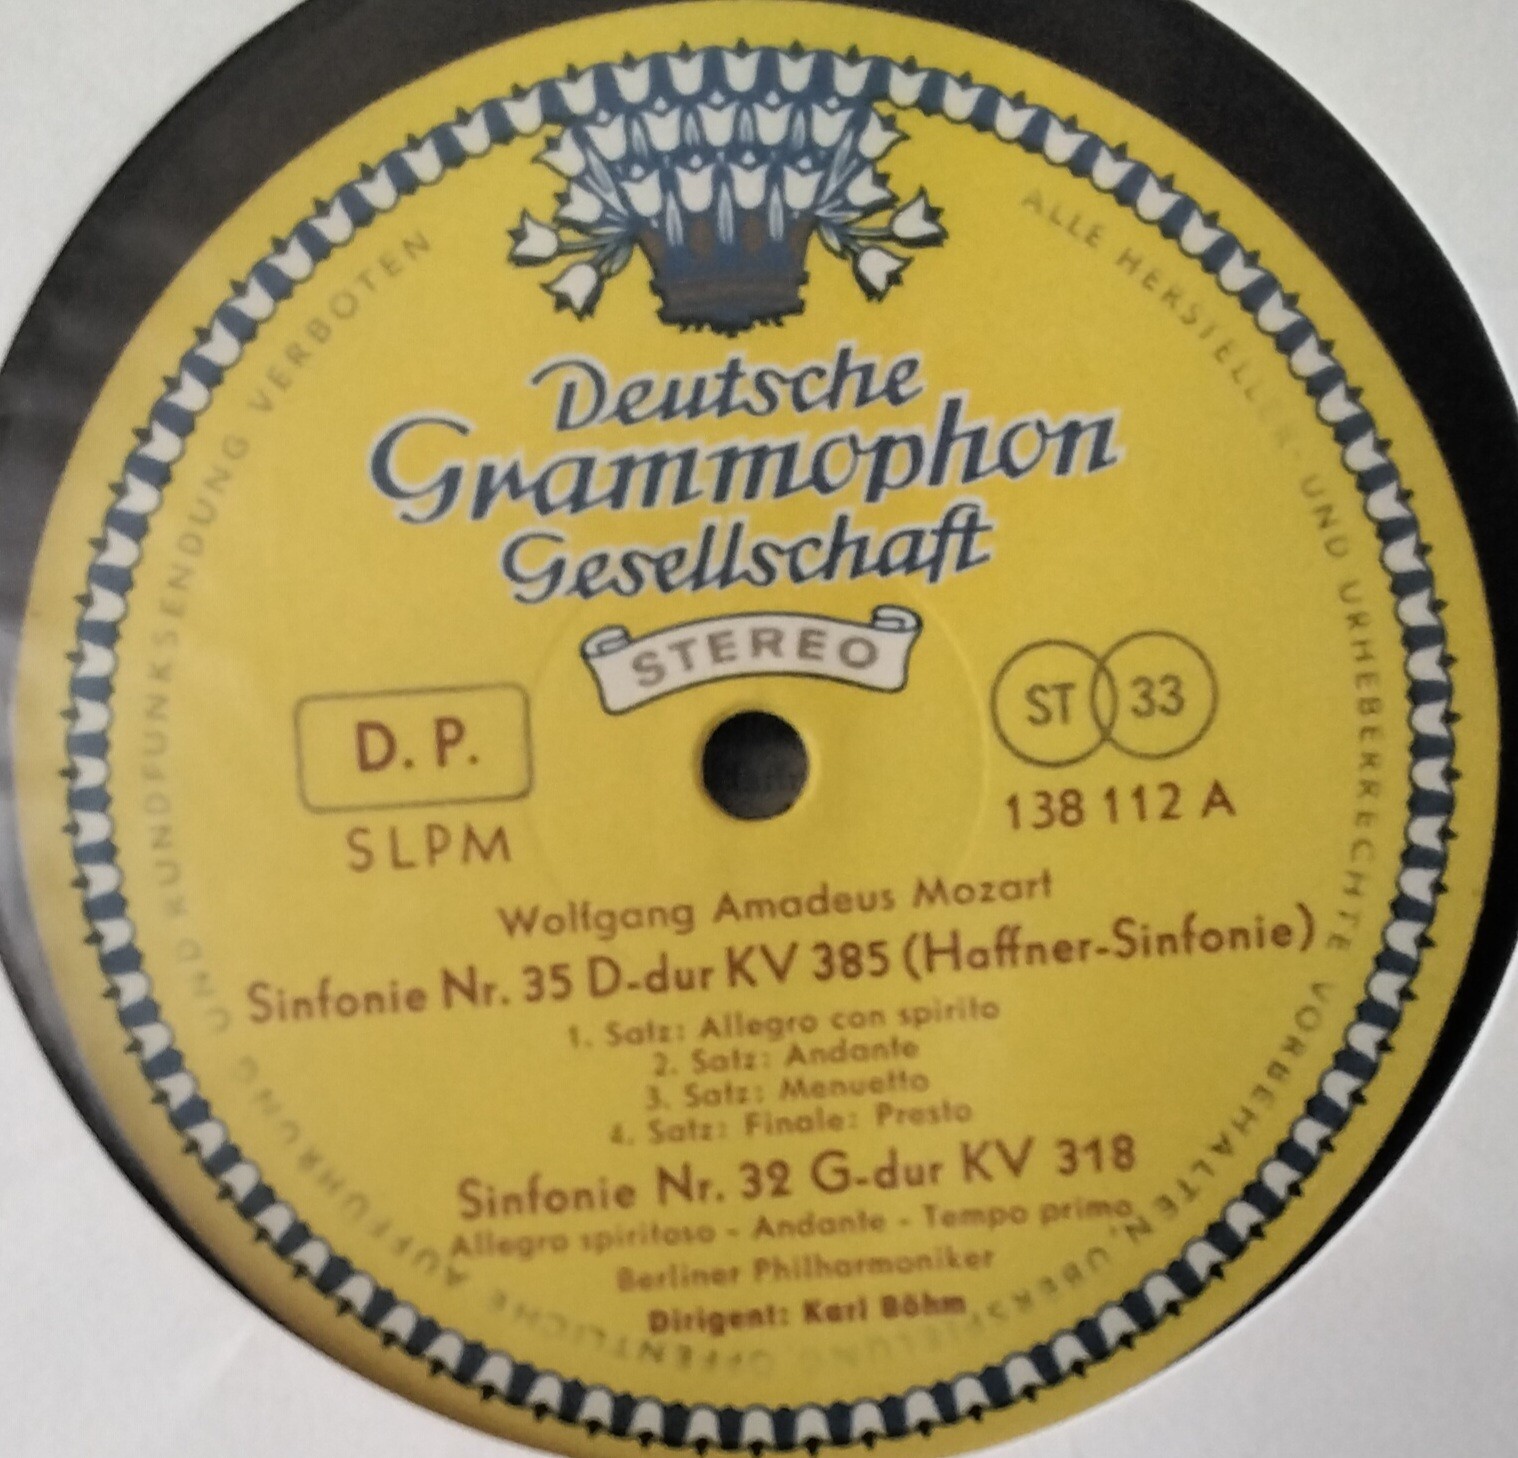 Deutsche
Grammophon
Gesellschaft
STEREO
D. P.
SLPM
ST 33
138 112 A
Wolfgang Amadeus Mozart
Sinfonie Nr. 35 D-dur KV 385 (Haffner-Sinfonie)
1. Satz: Allegro con spirito
2. Satz: Andante
3. Satz: Menuetto
4. Satz: Finale: Presto
Sinfonie Nr. 32 G-dur KV 318
Allegro spiritoso - Andante - Tempo primo
Berliner Philharmoniker
Dirigent: Karl Böhm
ALLE HERSTELLER- UND URHEBERRECHTE VORBEHALTEN. ÜBERSPIELUNG, ÖFFENTLICHE AUFFÜHRUNG UND RUNDFUNKSENDUNG VERBOTEN